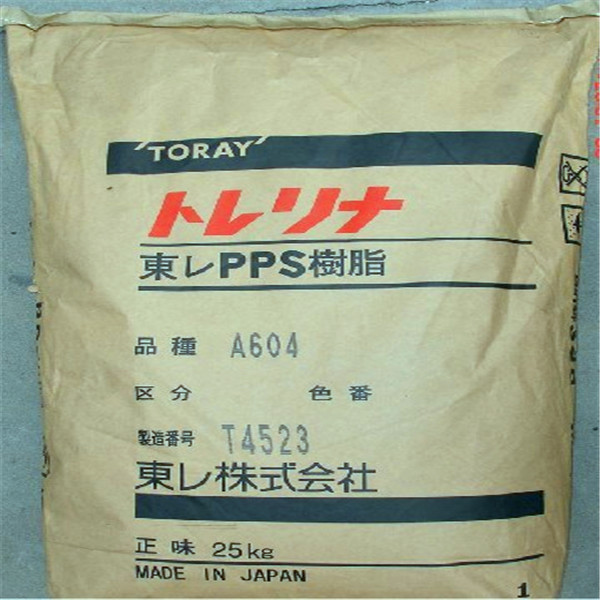 'TORAY'
トレリナ
東レPPS樹脂
品種 A604
区分 色番
製造番号 T4523
東レ株式会社
正味 25kg
MADE IN JAPAN
1